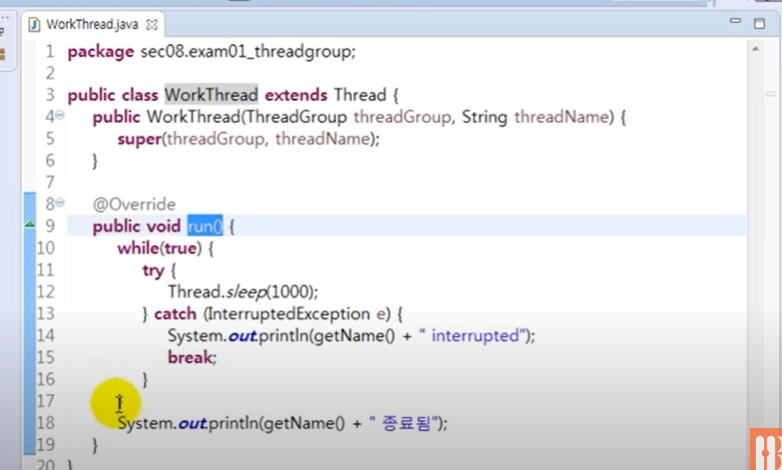 WorkThread.java
1 package sec08.exam01_threadgroup;
2
3 public class WorkThread extends Thread {
4 public WorkThread(ThreadGroup threadGroup, String threadName) {
5 super(threadGroup, threadName);
6 }
7
8 @Override
9 public void run() {
10 while(true) {
11 try {
12 Thread.sleep(1000);
13 } catch (InterruptedException e) {
14 System.out.println(getName() + " interrupted");
15 break;
16 }
17 }
18 System.out.println(getName() + " 종료됨");
19 }
20 }